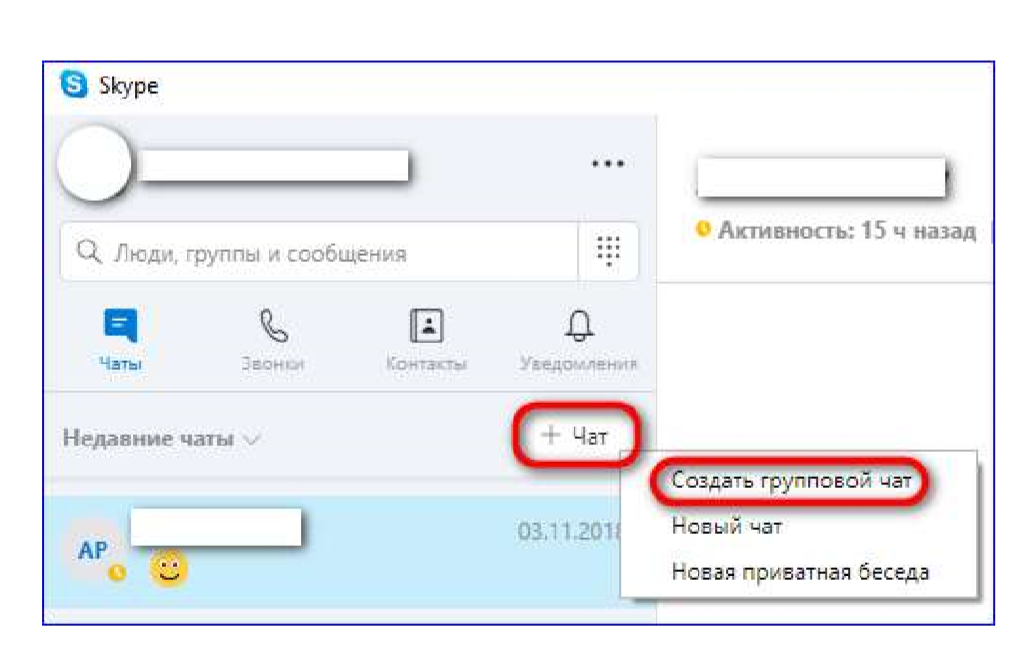 Skype
Люди, группы и сообщения
Активность: 15 ч назад
Чаты
Звонки
Контакты
Уведомления
Недавние чаты
+ Чат
Создать групповой чат
Новый чат
Новая приватная беседа
АР
03.11.2018